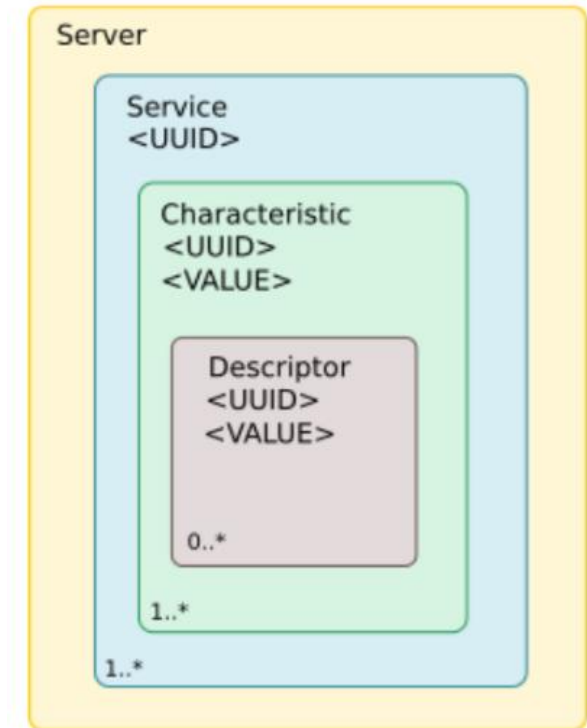 Server
Service
<UUID>
Characteristic
<UUID>
<VALUE>
Descriptor
<UUID>
<VALUE>
0..*
1..*
1..*